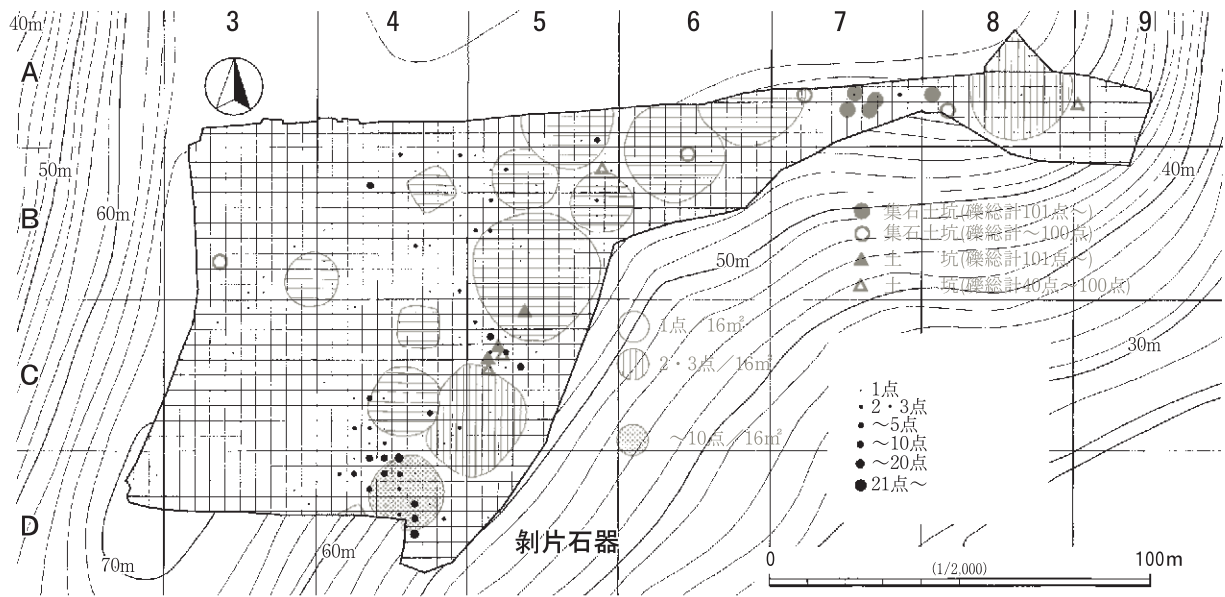 3 4 5 6 7 8 9
40m
A
50m
60m
40m
B
集石土坑(礫総計101点〜)
集石土坑(礫総計〜100点)
50m
土 坑(礫総計101点〜)
土 坑(礫総計40点〜100点)
1点／16㎡
30m
2・3点／16㎡
C
1点
2・3点
〜5点
〜10点／16㎡
〜10点
〜20点
21点〜
D
剝片石器
60m
70m
0 100m
(1/2,000)